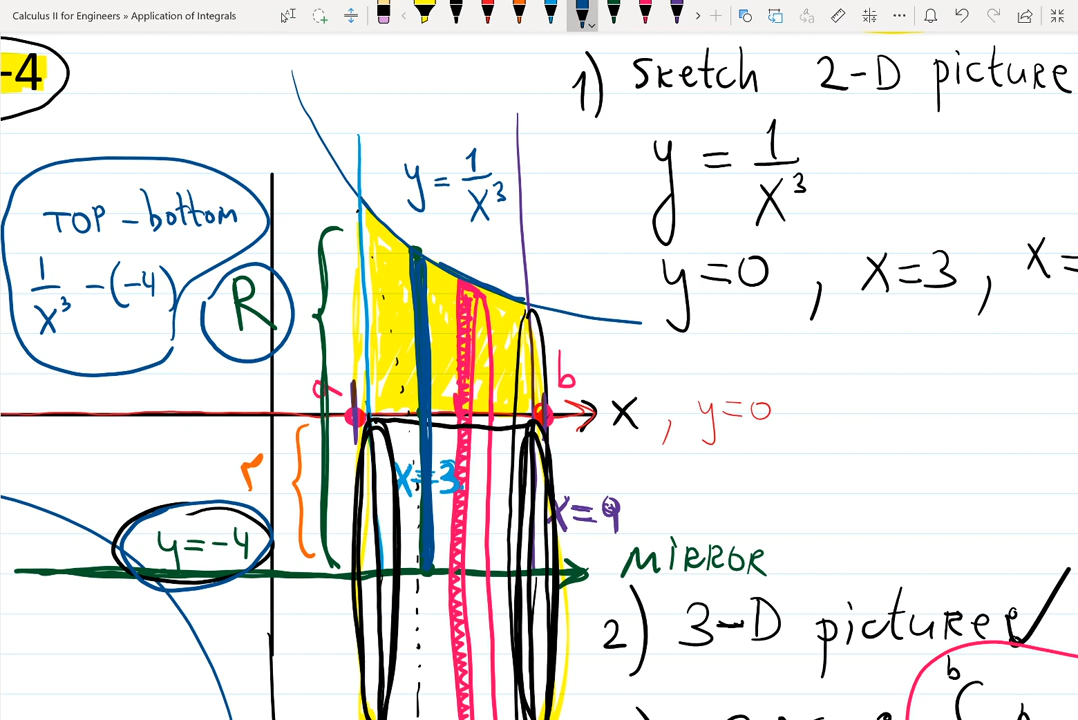 Calculus II for Engineers » Application of Integrals
-4
1) Sketch 2-D picture
y = 1/x³
y = 1/x³
TOP - bottom
1/x³ - (-4)
R
y=0, x=3, x=
a
b
x, y=0
r
x=3
x=9
y=-4
MIRROR
2) 3-D picture
b